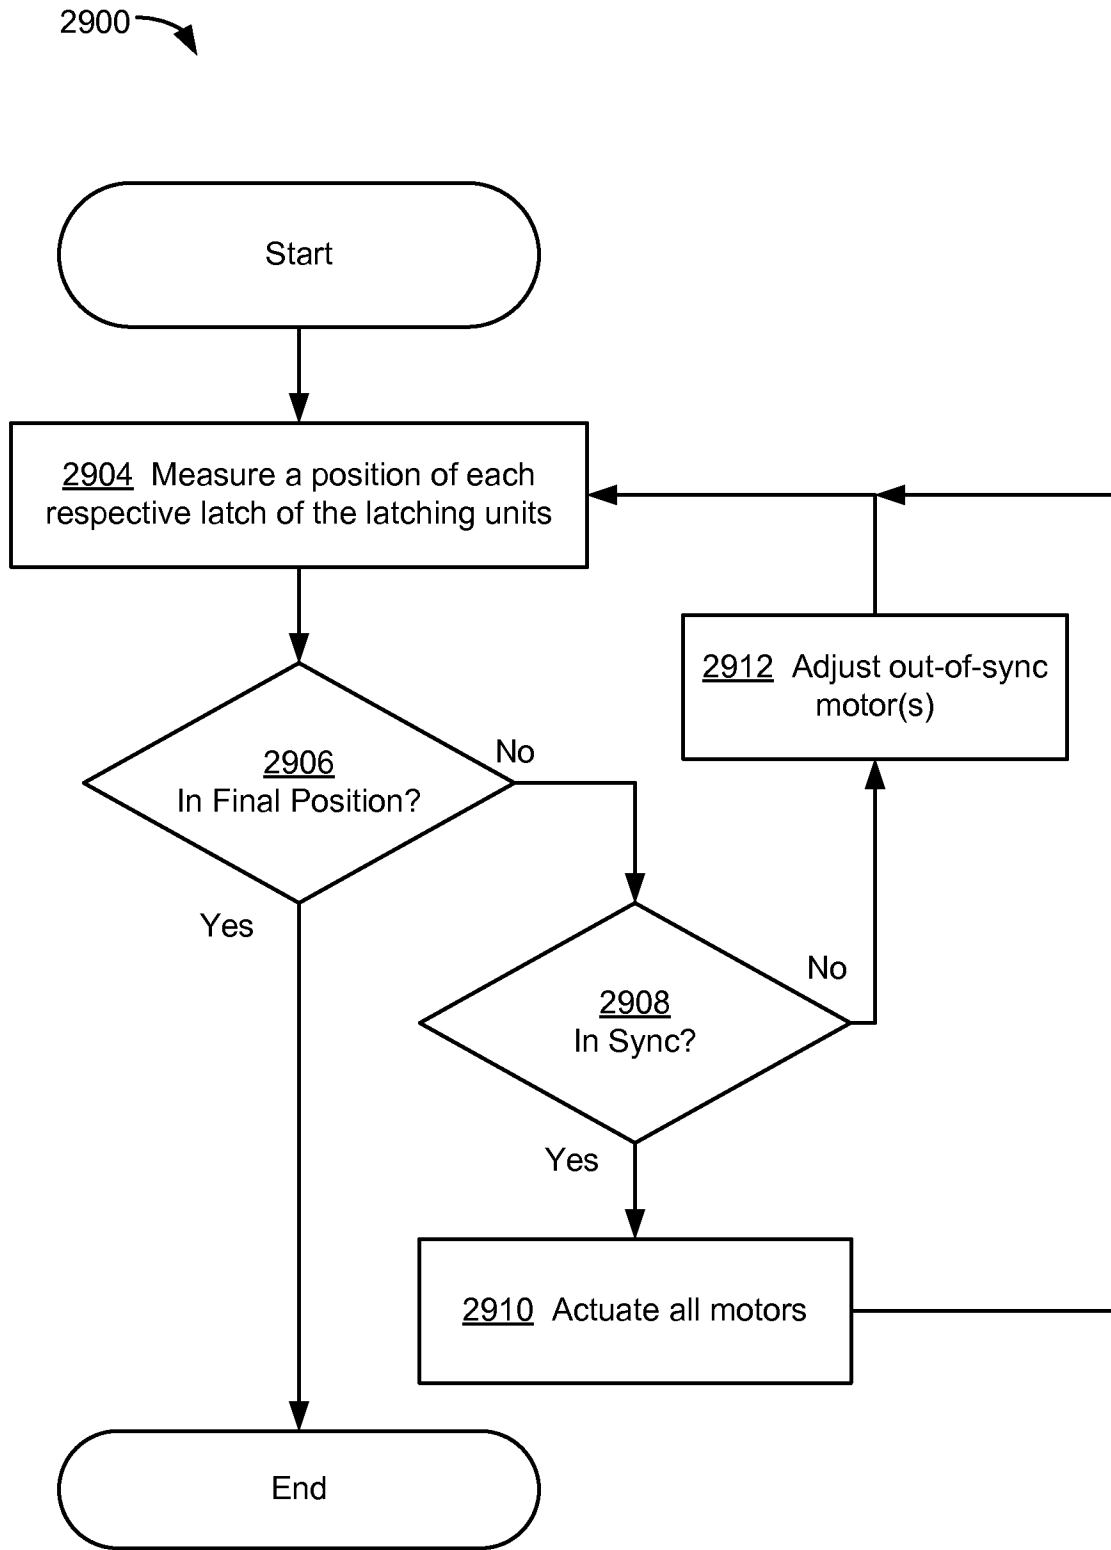 2900
Start
2904 Measure a position of each
respective latch of the latching units
2912 Adjust out-of-sync
motor(s)
No
2906
In Final Position?
Yes
No
2908
In Sync?
Yes
2910 Actuate all motors
End